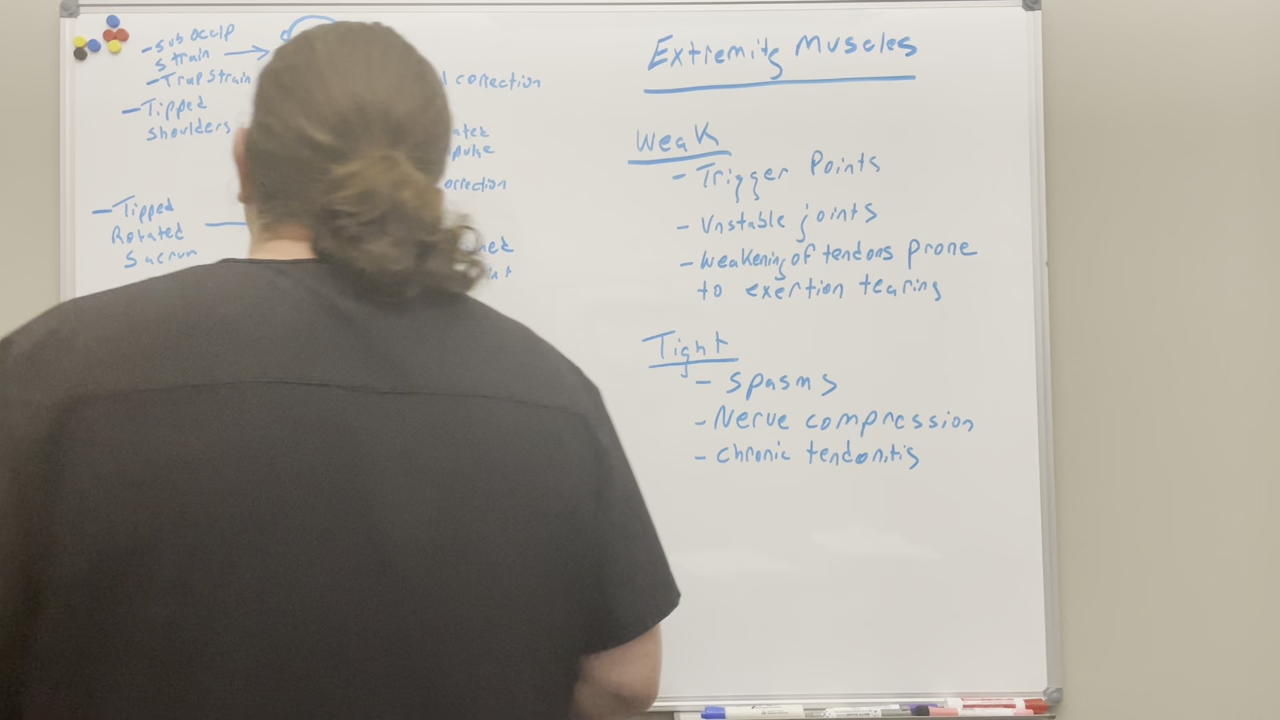 - Sub occip
strain →
- Trap strain
- Tipped
shoulders
- Tipped
Rotated
Sacrum
correction
Extremity Muscles
Weak
- Trigger Points
- Unstable joints
- Weakening of tendons prone
to exertion tearing
Tight
- Spasms
- Nerve compression
- Chronic tendonitis